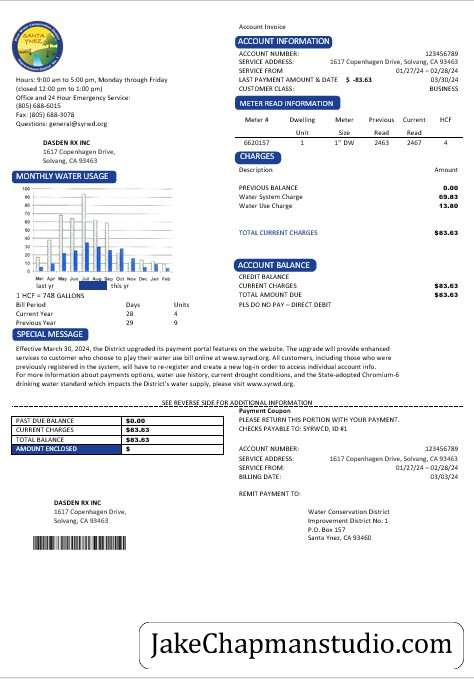 SANTA
YNEZ
Hours: 9:00 am to 5:00 pm, Monday through Friday
(closed 12:00 pm to 1:00 pm)
Office and 24 Hour Emergency Service:
(805) 688-6015
Fax: (805) 688-3078
Questions: general@syrwd.org
DASDEN RX INC
1617 Copenhagen Drive,
Solvang, CA 93463
MONTHLY WATER USAGE
100
90
80
70
60
50
40
30
20
10
0
Mar Apr May Jun Jul Aug Sep Oct Nov Dec Jan Feb
last yr this yr
1 HCF = 748 GALLONS
Bill Period Days Units
Current Year 28 4
Previous Year 29 9
Account Invoice
ACCOUNT INFORMATION
ACCOUNT NUMBER: 123456789
SERVICE ADDRESS: 1617 Copenhagen Drive, Solvang, CA 93463
SERVICE FROM 01/27/24 – 02/28/24
LAST PAYMENT AMOUNT & DATE $ -83.63 03/30/24
CUSTOMER CLASS: BUSINESS
METER READ INFORMATION
Meter # Dwelling Meter Previous Current HCF
Unit Size Read Read
6620157 1 1" DW 2463 2467 4
CHARGES
Description Amount
PREVIOUS BALANCE 0.00
Water System Charge 69.83
Water Use Charge 13.80
TOTAL CURRENT CHARGES $83.63
ACCOUNT BALANCE
CREDIT BALANCE
CURRENT CHARGES $83.63
TOTAL AMOUNT DUE $83.63
PLS DO NO PAY – DIRECT DEBIT
SPECIAL MESSAGE
Effective March 30, 2024, the District upgraded its payment portal features on the website. The upgrade will provide enhanced
services to customer who choose to p[ay their water use bill online at www.syrwd.org. All customers, including those who were
previously registered in the system, will have to re-register and create a new log-in order to access individual account info.
For more information about payments options, water use history, current drought conditions, and the State-adopted Chromium-6
drinking water standard which impacts the District's water supply, please visit www.syrwd.org.
SEE REVERSE SIDE FOR ADDITIONAL INFORMATION
PAST DUE BALANCE $0.00
CURRENT CHARGES $83.63
TOTAL BALANCE $83.63
AMOUNT ENCLOSED $
Payment Coupon
PLEASE RETURN THIS PORTION WITH YOUR PAYMENT.
CHECKS PAYABLE TO: SYRWCD, ID #1
ACCOUNT NUMBER: 123456789
SERVICE ADDRESS: 1617 Copenhagen Drive, Solvang, CA 93463
SERVICE FROM: 01/27/24 – 02/28/24
BILLING DATE: 03/03/24
REMIT PAYMENT TO:
DASDEN RX INC
1617 Copenhagen Drive,
Solvang, CA 93463
Water Conservation District
Improvement District No. 1
P.O. Box 157
Santa Ynez, CA 93460
JakeChapmanstudio.com